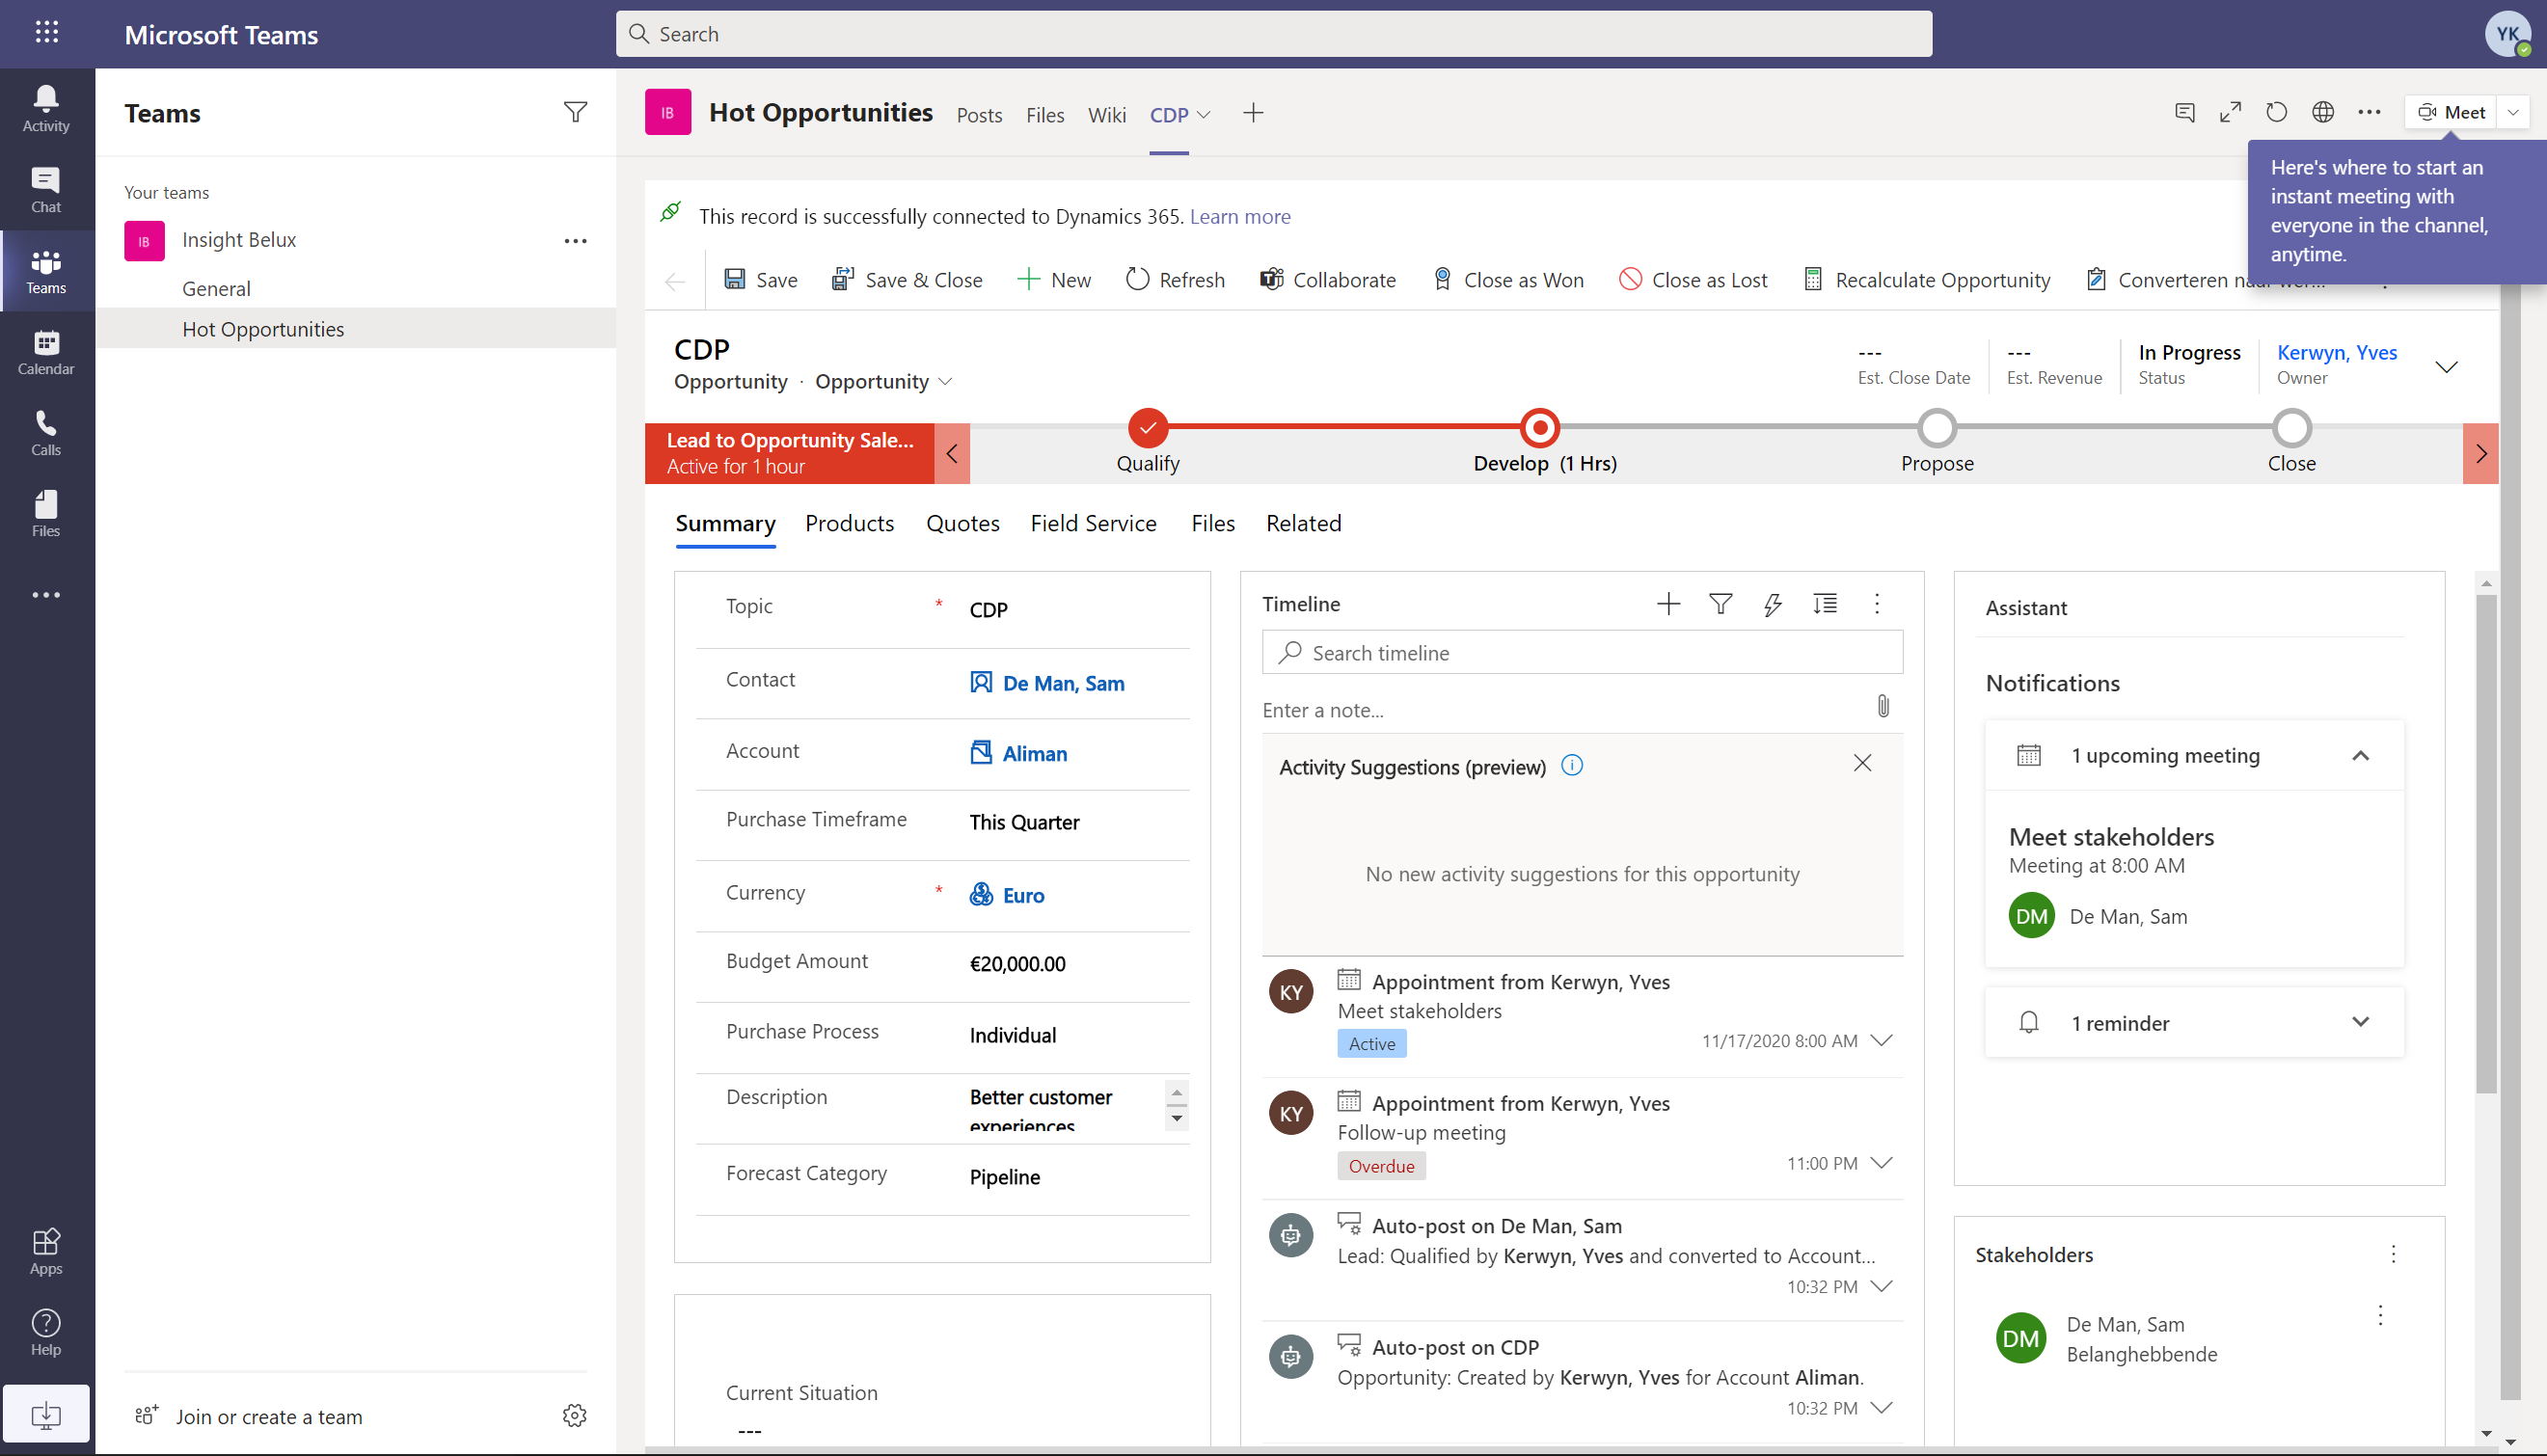 Microsoft Teams
Search
YK
Activity
Chat
Teams
Calendar
Calls
Files
Apps
Help
Teams
Your teams
IB Insight Belux
General
Hot Opportunities
Join or create a team
IB Hot Opportunities Posts Files Wiki CDP
Meet
Here's where to start an
instant meeting with
everyone in the channel,
anytime.
This record is successfully connected to Dynamics 365. Learn more
Save Save & Close New Refresh Collaborate Close as Won Close as Lost Recalculate Opportunity Converteren
CDP
Opportunity · Opportunity
--- Est. Close Date
--- Est. Revenue
In Progress Status
Kerwyn, Yves Owner
Lead to Opportunity Sale...
Active for 1 hour
Qualify Develop (1 Hrs) Propose Close
Summary Products Quotes Field Service Files Related
Topic * CDP
Contact De Man, Sam
Account Aliman
Purchase Timeframe This Quarter
Currency * Euro
Budget Amount €20,000.00
Purchase Process Individual
Description Better customer
experiences
Forecast Category Pipeline
Current Situation
---
Timeline
Search timeline
Enter a note...
Activity Suggestions (preview)
No new activity suggestions for this opportunity
KY Appointment from Kerwyn, Yves
Meet stakeholders
Active 11/17/2020 8:00 AM
KY Appointment from Kerwyn, Yves
Follow-up meeting
Overdue 11:00 PM
Auto-post on De Man, Sam
Lead: Qualified by Kerwyn, Yves and converted to Account...
10:32 PM
Auto-post on CDP
Opportunity: Created by Kerwyn, Yves for Account Aliman.
10:32 PM
Assistant
Notifications
1 upcoming meeting
Meet stakeholders
Meeting at 8:00 AM
DM De Man, Sam
1 reminder
Stakeholders
DM De Man, Sam
Belanghebbende